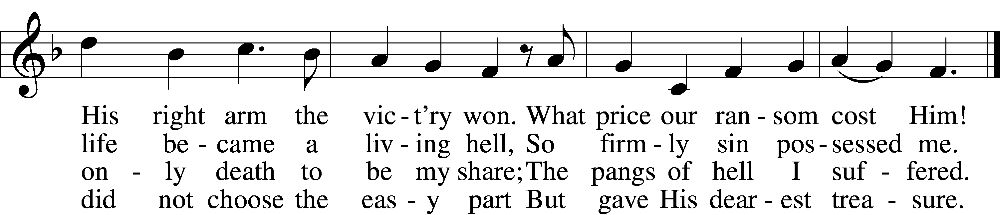 His right arm the vic - t’ry won. What price our ran - som cost Him!
life be - came a liv - ing hell, So firm - ly sin pos - sessed me.
on - ly death to be my share; The pangs of hell I suf - fered.
did not choose the eas - y part But gave His dear - est trea - sure.